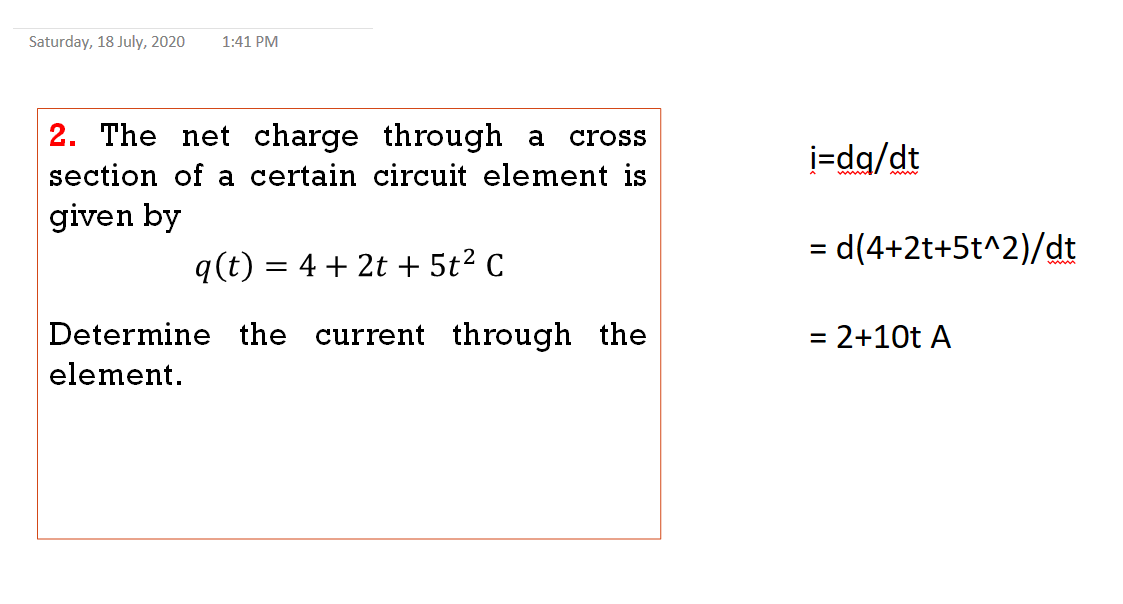 Saturday, 18 July, 2020 1:41 PM
2. The net charge through a cross
section of a certain circuit element is
given by
q(t) = 4 + 2t + 5t² C
Determine the current through the
element.
i=dq/dt
= d(4+2t+5t^2)/dt
= 2+10t A